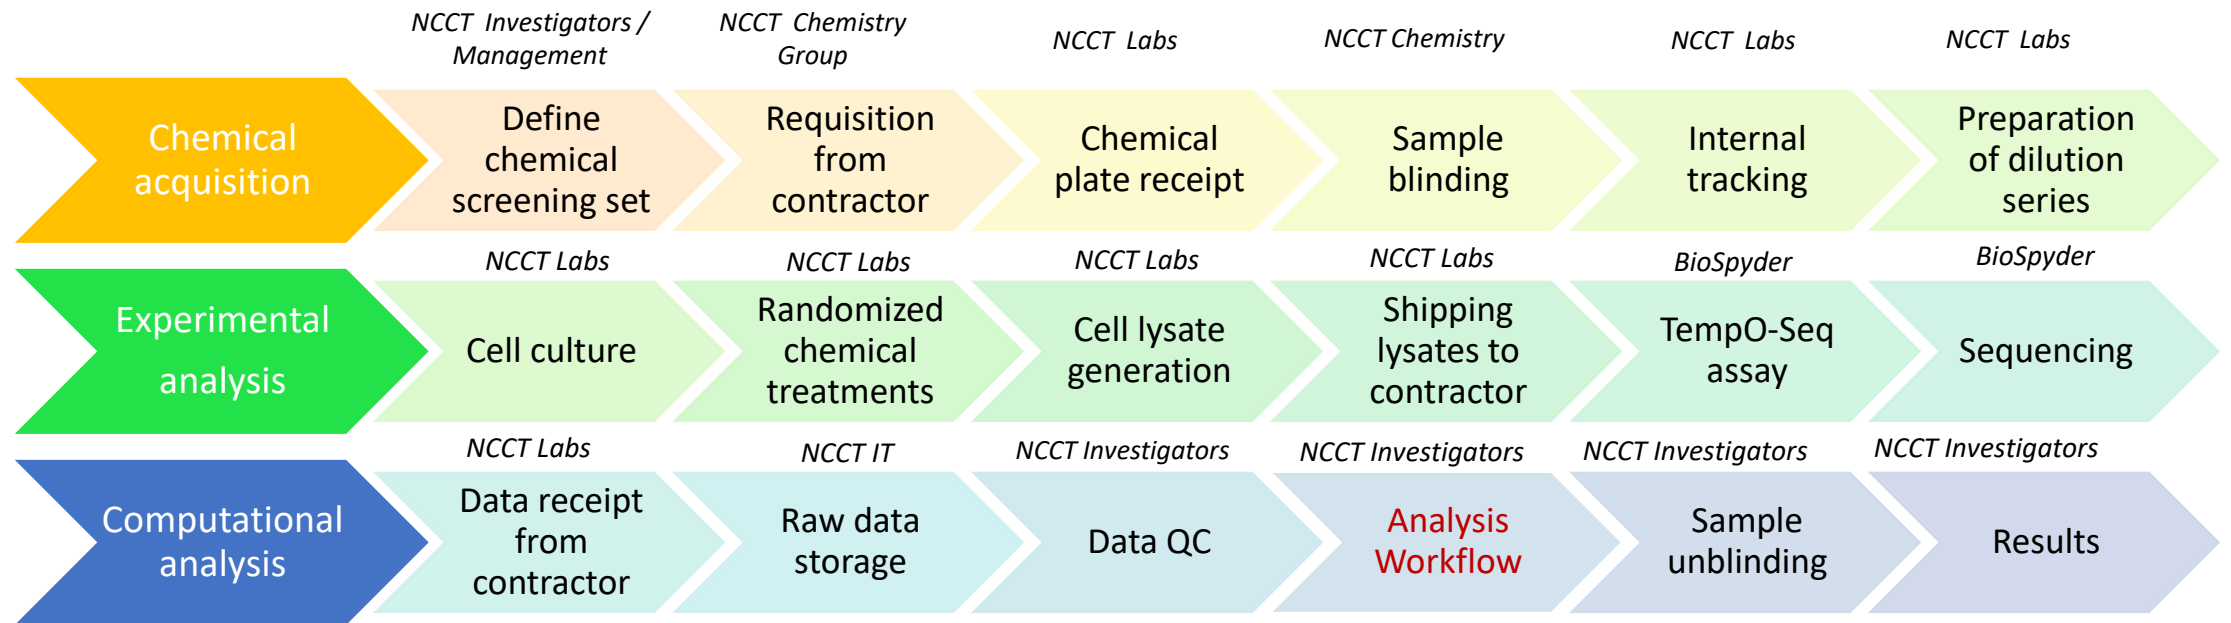 NCCT Investigators /
Management
NCCT Chemistry
Group
NCCT Labs
NCCT Chemistry
NCCT Labs
NCCT Labs
Chemical
acquisition
Define
chemical
screening set
Requisition
from
contractor
Chemical
plate receipt
Sample
blinding
Internal
tracking
Preparation
of dilution
series
NCCT Labs
NCCT Labs
NCCT Labs
NCCT Labs
BioSpyder
BioSpyder
Experimental
analysis
Cell culture
Randomized
chemical
treatments
Cell lysate
generation
Shipping
lysates to
contractor
TempO-Seq
assay
Sequencing
NCCT Labs
NCCT IT
NCCT Investigators
NCCT Investigators
NCCT Investigators
NCCT Investigators
Computational
analysis
Data receipt
from
contractor
Raw data
storage
Data QC
Analysis
Workflow
Sample
unblinding
Results